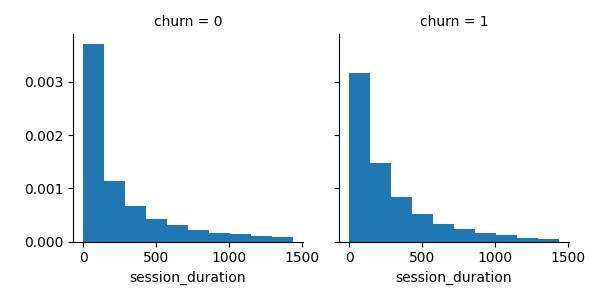 churn = 0
churn = 1
0.003
0.002
0.001
0.000
0 500 1000 1500
0 500 1000 1500
session_duration
session_duration